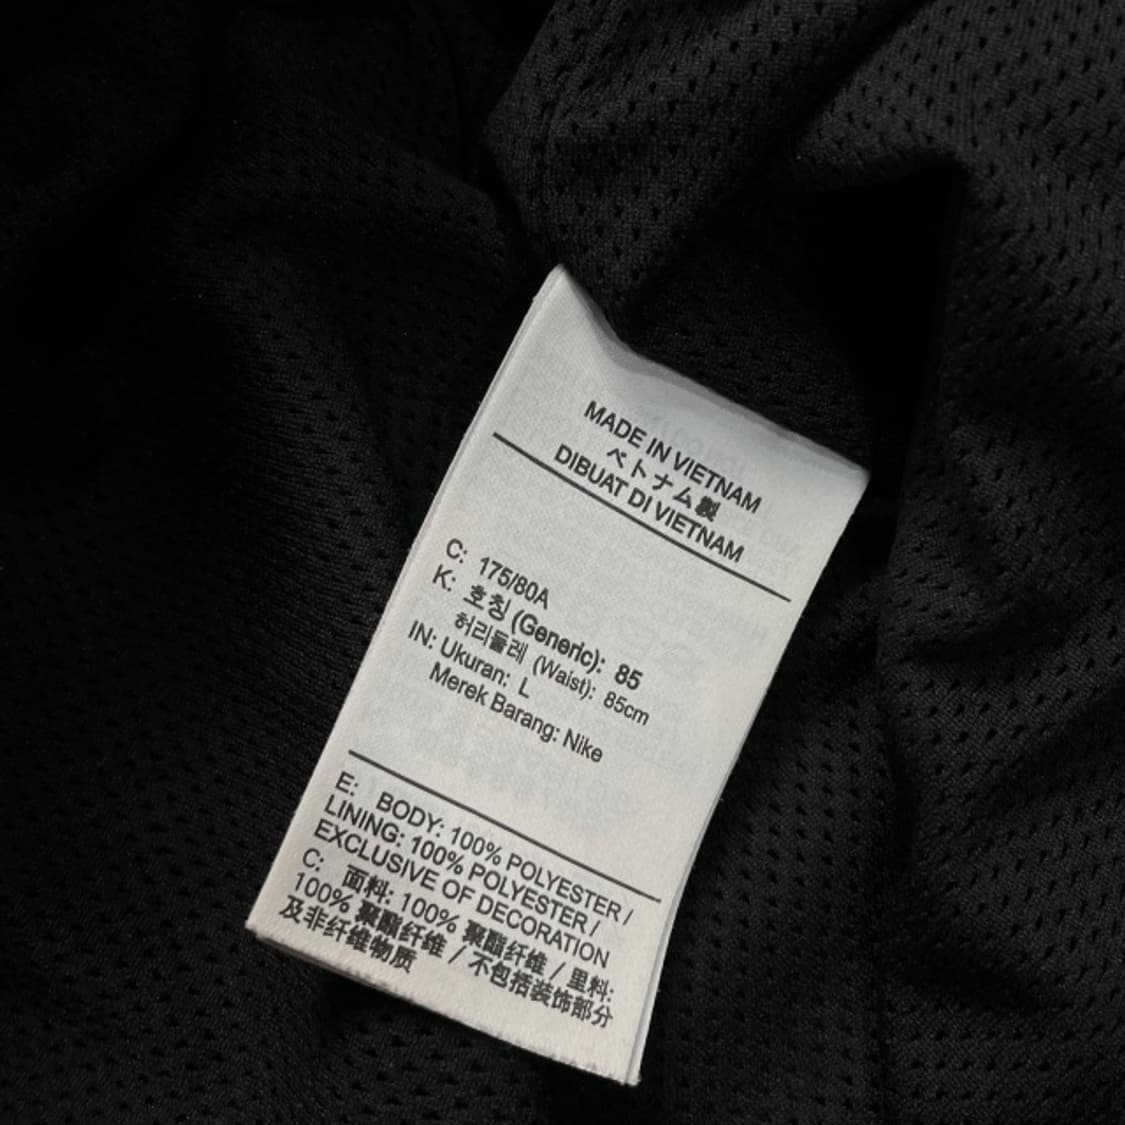 MADE IN VIETNAM
ベトナム製
DIBUAT DI VIETNAM
C: 175/80A
K: 호칭 (Generic): 85
허리둘레 (Waist): 85cm
IN: Ukuran: L
Merek Barang: Nike
E: BODY: 100% POLYESTER /
LINING: 100% POLYESTER /
EXCLUSIVE OF DECORATION
C: 面料: 100% 聚酯纤维 / 里料:
100% 聚酯纤维 / 不包括装饰部分
及非纤维物质